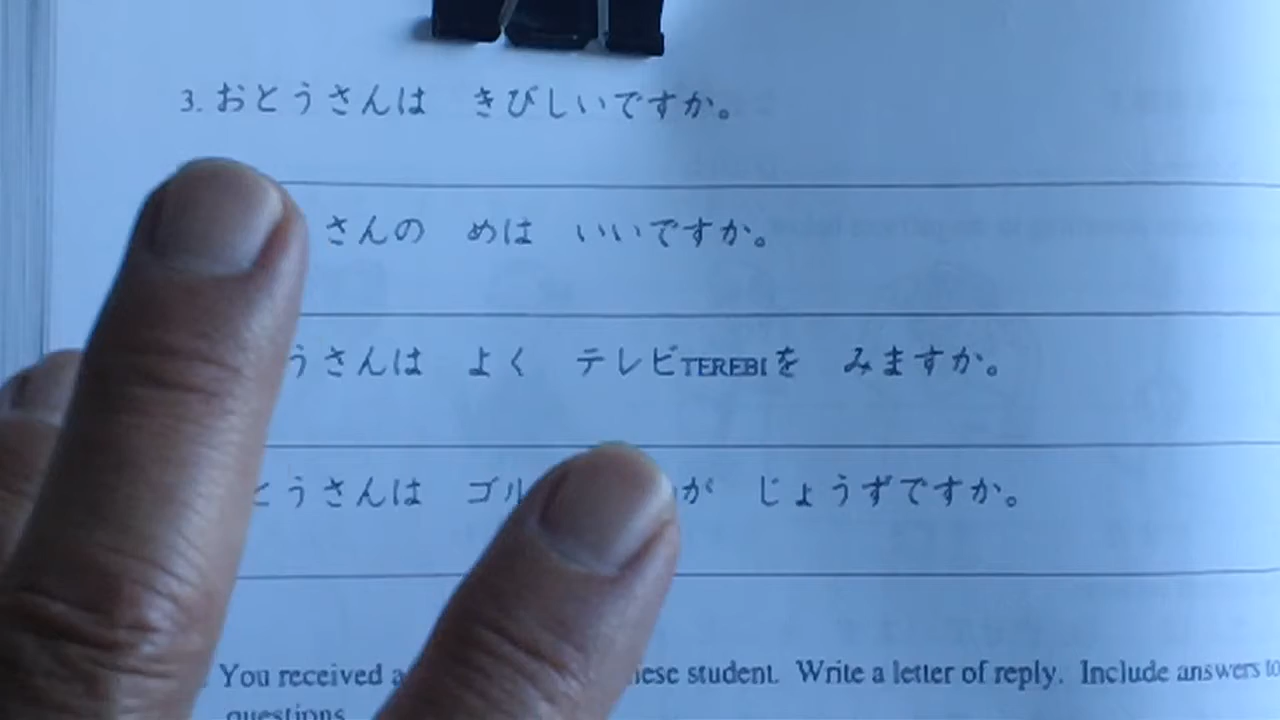 3. おとうさんは きびしいですか。
さんの めは いいですか。
うさんは よく テレビTEREBIを みますか。
とうさんは ゴル が じょうずですか。
You received a student. Write a letter of reply. Include answers to
questions